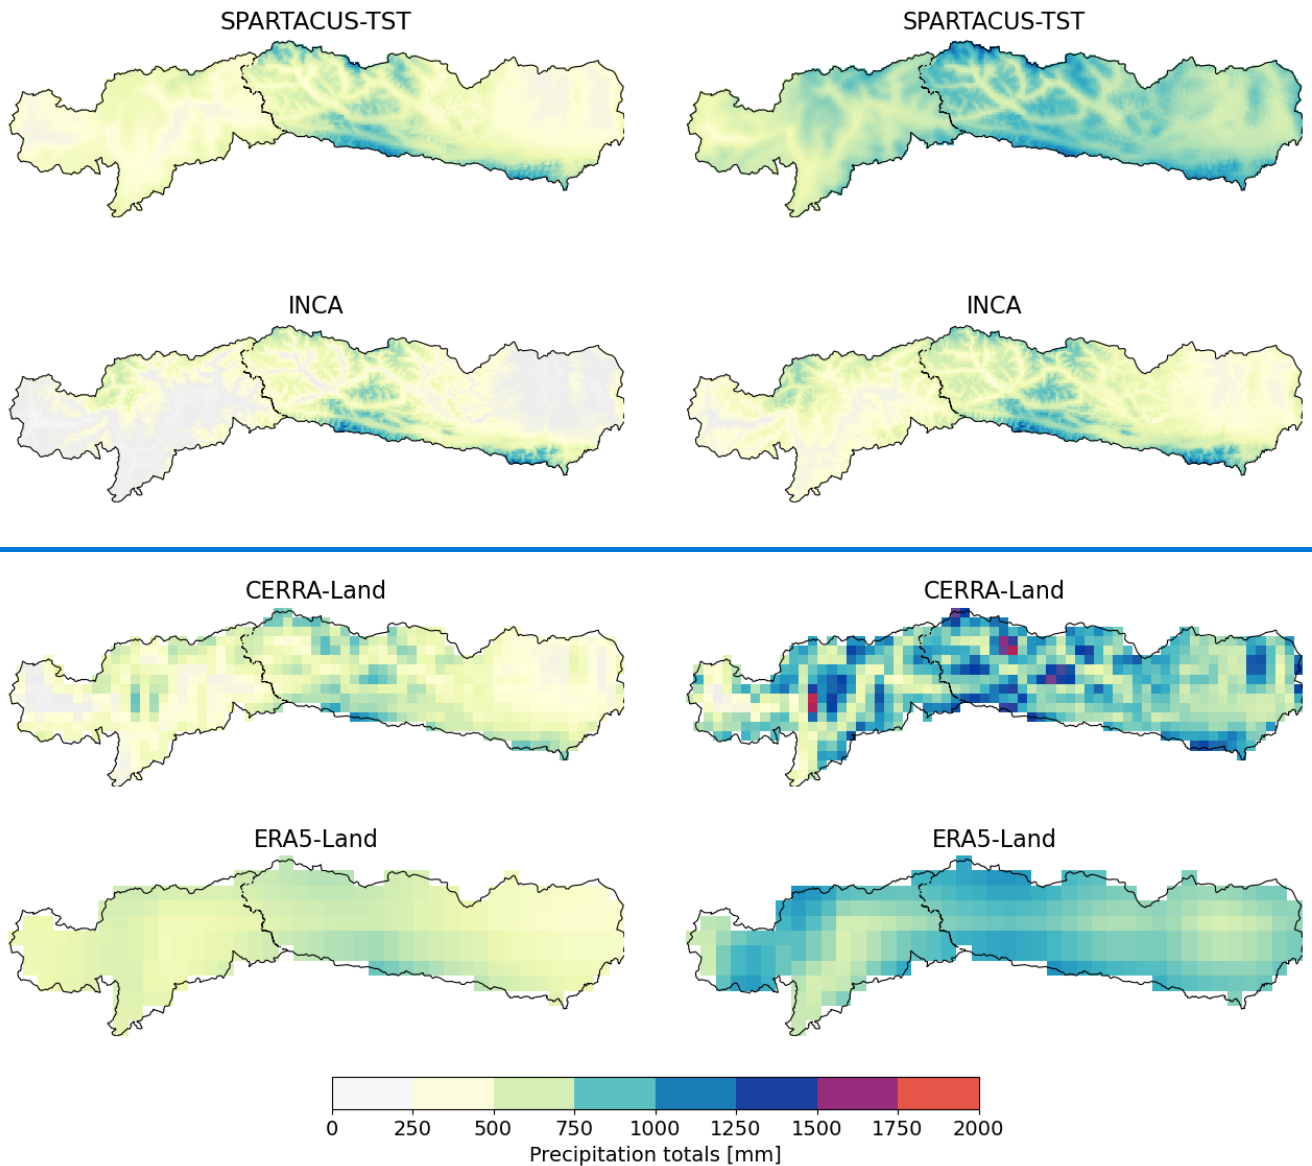 SPARTACUS-TST SPARTACUS-TST
INCA INCA
CERRA-Land CERRA-Land
ERA5-Land ERA5-Land
0 250 500 750 1000 1250 1500 1750 2000
Precipitation totals [mm]